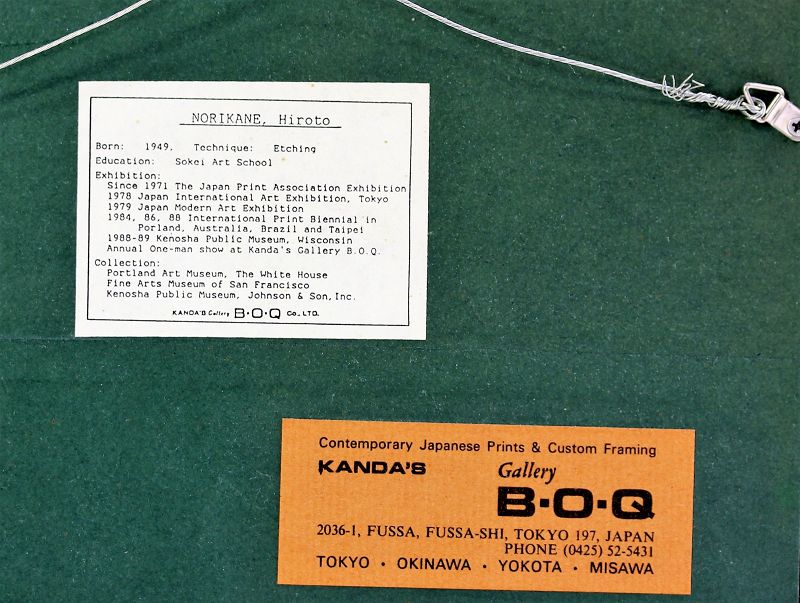 NORIKANE, Hiroto
Born: 1949. Technique: Etching
Education: Sokei Art School
Exhibition:
Since 1971 The Japan Print Association Exhibition
1978 Japan International Art Exhibition, Tokyo
1979 Japan Modern Art Exhibition
1984, 86, 88 International Print Biennial in
Porland, Australia, Brazil and Taipei
1988-89 Kenosha Public Museum, Wisconsin
Annual One-man show at Kanda's Gallery B.O.Q.
Collection:
Portland Art Museum, The White House
Fine Arts Museum of San Francisco
Kenosha Public Museum, Johnson & Son,Inc.
KANDA'S Gallery B·O·Q Co.,LTD.
Contemporary Japanese Prints & Custom Framing
KANDA'S Gallery
B·O·Q
2036-1, FUSSA, FUSSA-SHI, TOKYO 197, JAPAN
PHONE (0425) 52-5431
TOKYO · OKINAWA · YOKOTA · MISAWA